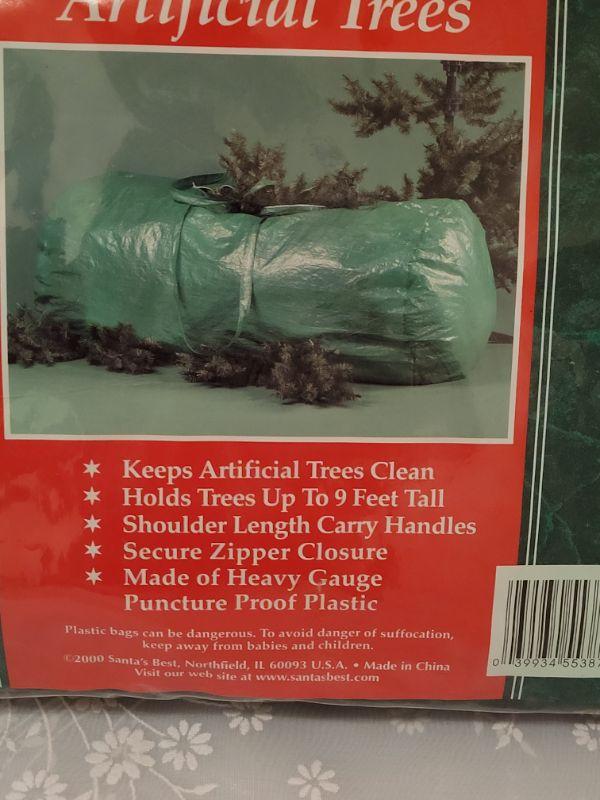 Artificial Trees
✶ Keeps Artificial Trees Clean
✶ Holds Trees Up To 9 Feet Tall
✶ Shoulder Length Carry Handles
✶ Secure Zipper Closure
✶ Made of Heavy Gauge
Puncture Proof Plastic
Plastic bags can be dangerous. To avoid danger of suffocation,
keep away from babies and children.
©2000 Santa's Best, Northfield, IL 60093 U.S.A. • Made in China
Visit our web site at www.santasbest.com
0 39934 55387